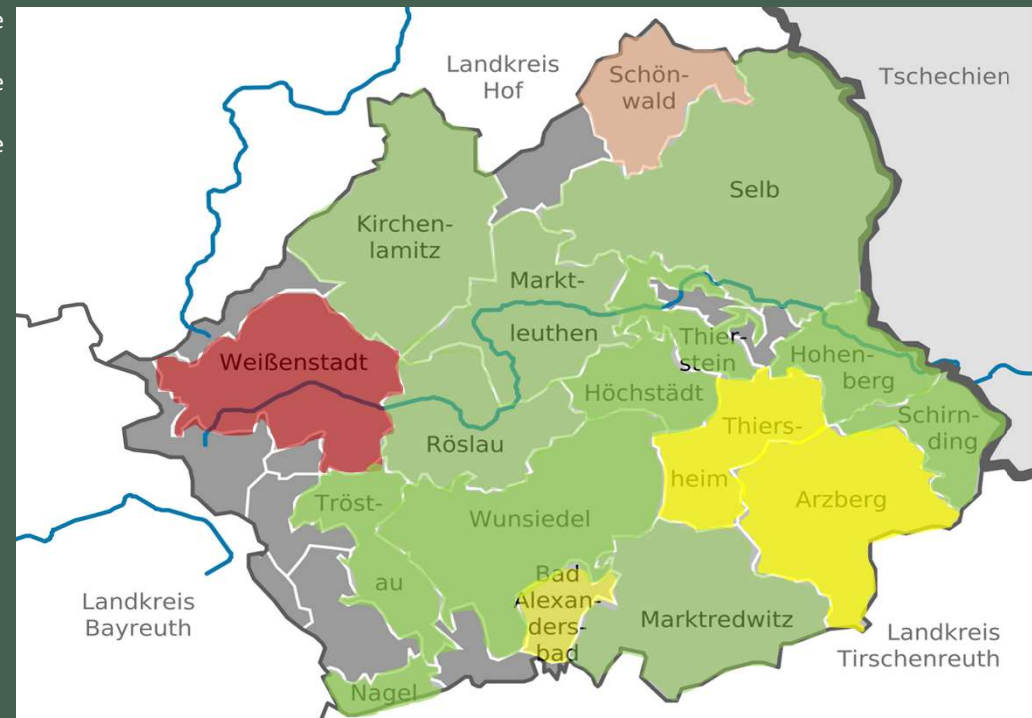 e
e
e
Landkreis
Hof
Schön-
wald
Tschechien
Selb
Kirchen-
lamitz
Markt-
leuthen
Thier-
stein
Hohen-
berg
Weißenstadt
Höchstädt
Schirn-
ding
Röslau
Thiers-
heim
Arzberg
Tröst-
au
Wunsiedel
Bad
Alexan-
ders-
bad
Marktredwitz
Landkreis
Bayreuth
Landkreis
Tirschenreuth
Nagel